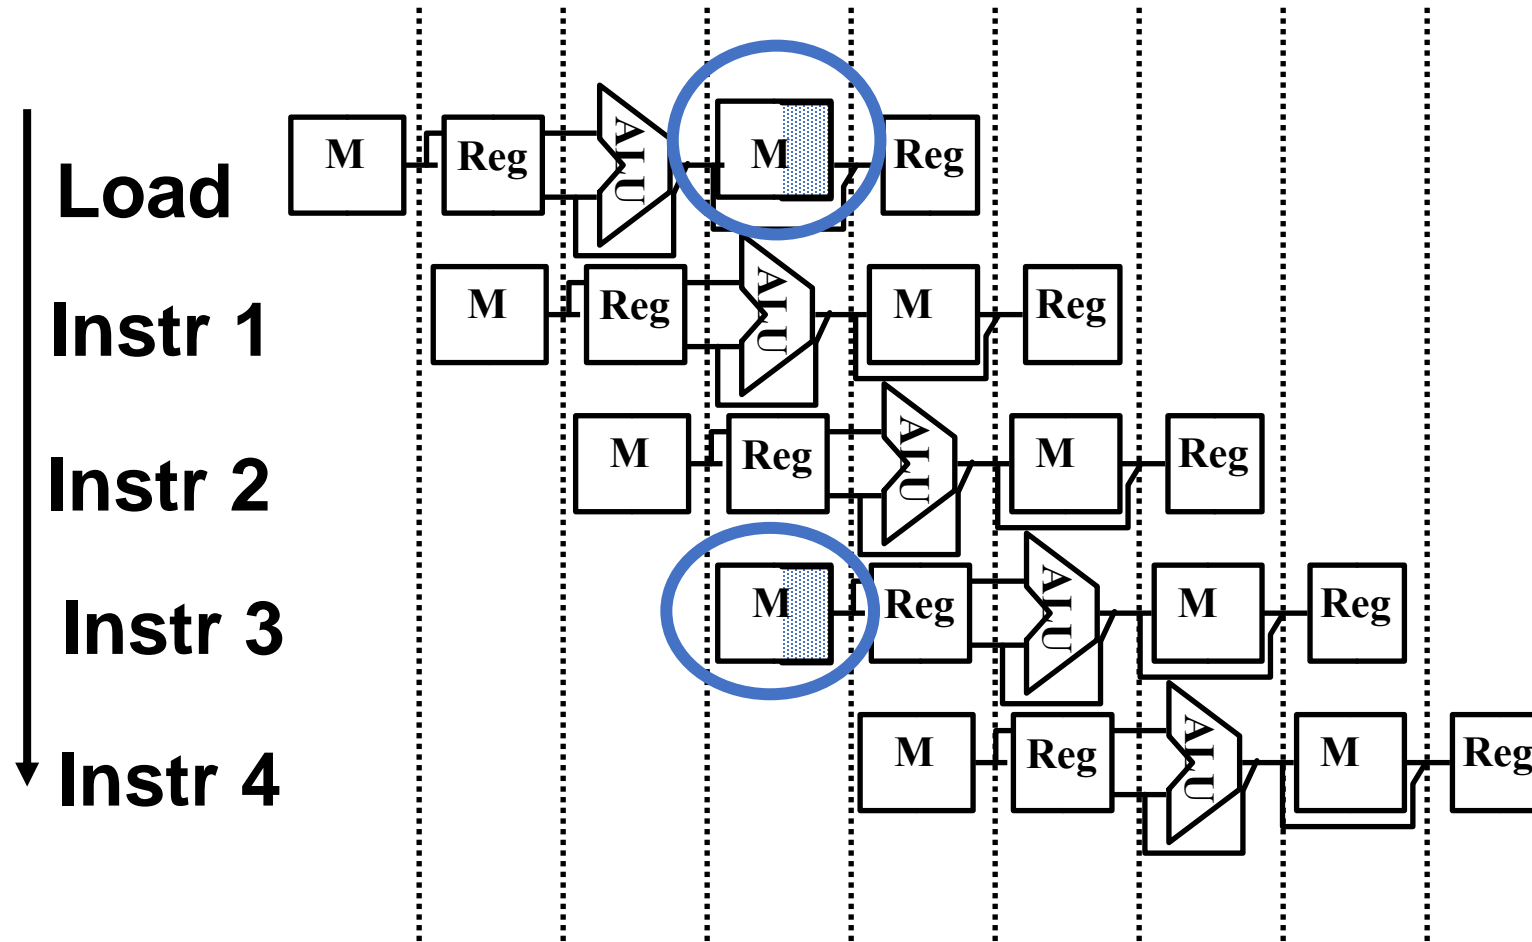 Load M Reg ALU M Reg
Instr 1 M Reg ALU M Reg
Instr 2 M Reg ALU M Reg
Instr 3 M Reg ALU M Reg
Instr 4 M Reg ALU M Reg